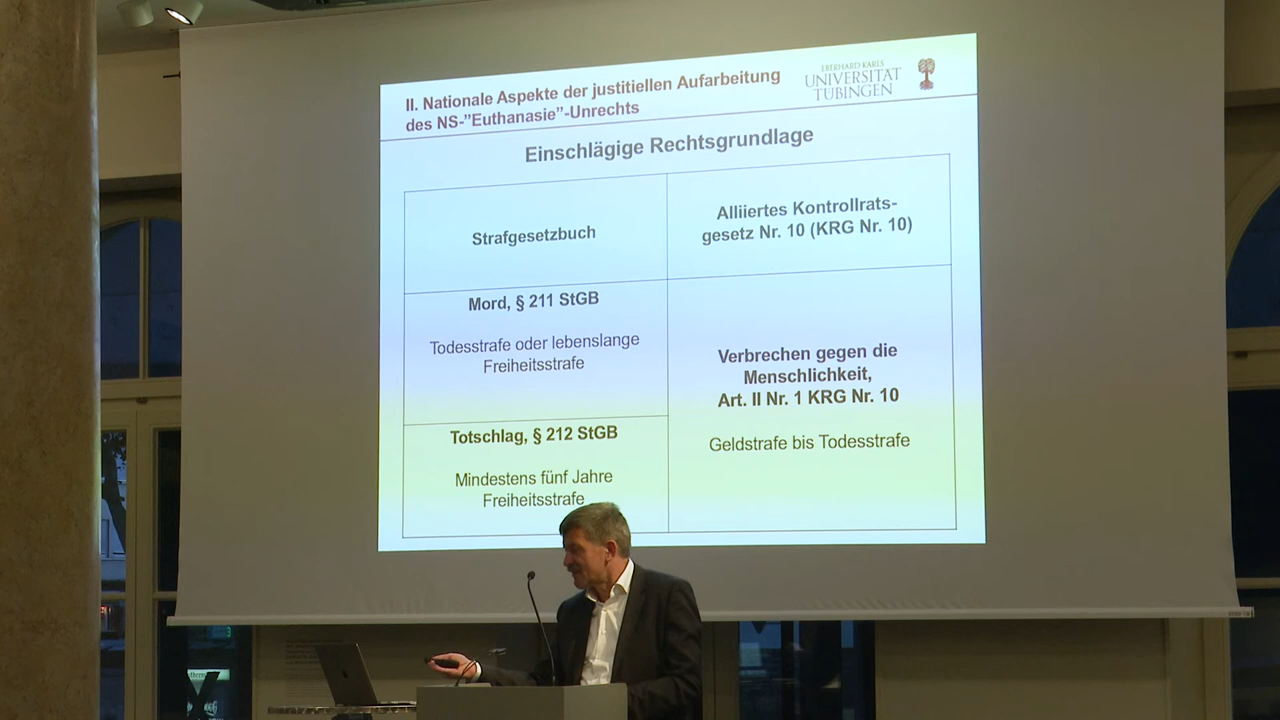 II. Nationale Aspekte der justitiellen Aufarbeitung
des NS-”Euthanasie”-Unrechts
EBERHARD KARLS
UNIVERSITÄT
TÜBINGEN
Einschlägige Rechtsgrundlage
Strafgesetzbuch
Alliiertes Kontrollrats-
gesetz Nr. 10 (KRG Nr. 10)
Mord, § 211 StGB
Todesstrafe oder lebenslange
Freiheitsstrafe
Totschlag, § 212 StGB
Mindestens fünf Jahre
Freiheitsstrafe
Verbrechen gegen die
Menschlichkeit,
Art. II Nr. 1 KRG Nr. 10
Geldstrafe bis Todesstrafe